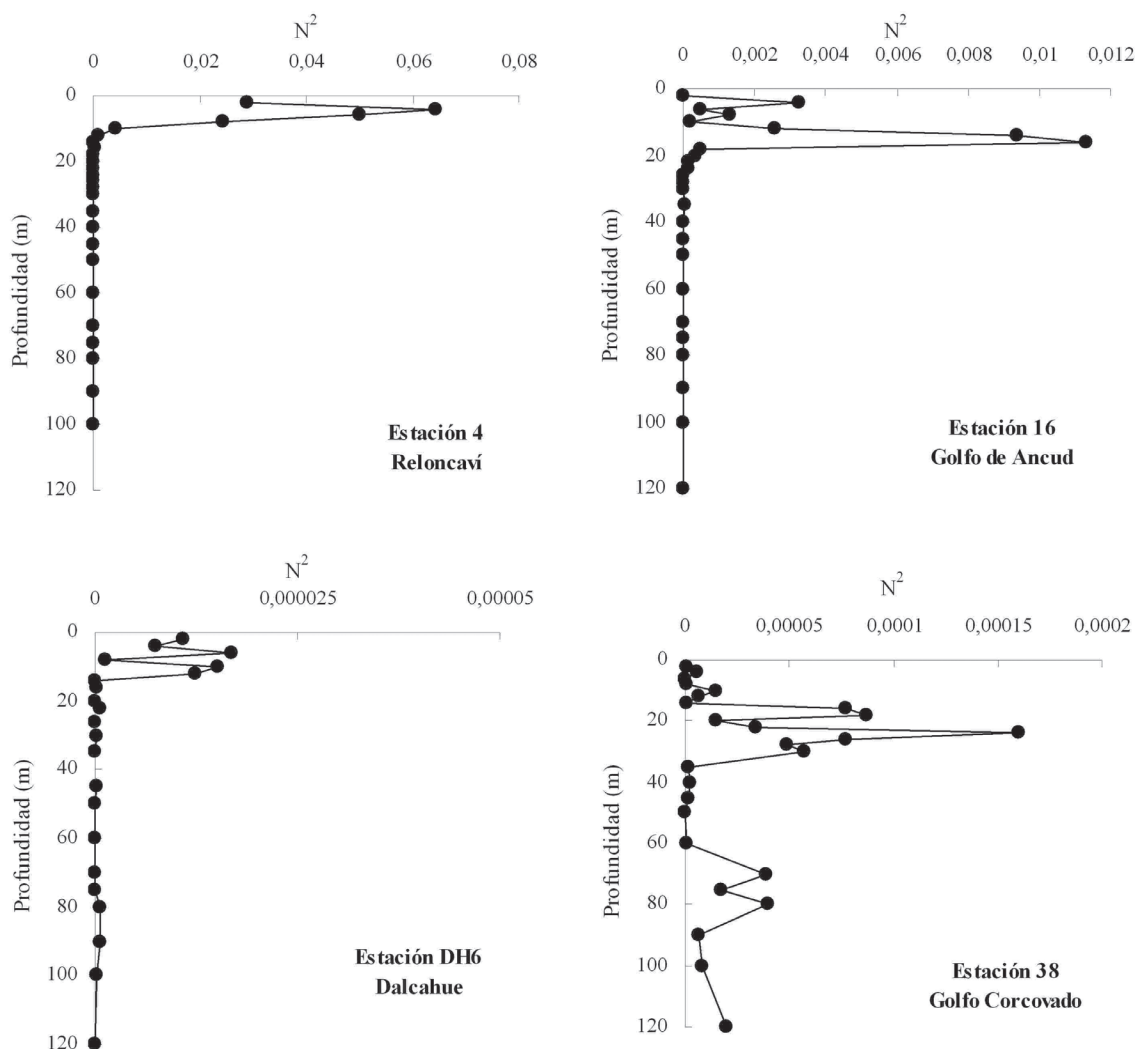 N²
0 0,02 0,04 0,06 0,08
0
20
40
60
80
100
120
Profundidad (m)
Estación 4
Reloncaví
N²
0 0,002 0,004 0,006 0,008 0,01 0,012
0
20
40
60
80
100
120
Profundidad (m)
Estación 16
Golfo de Ancud
N²
0 0,000025 0,00005
0
20
40
60
80
100
120
Profundidad (m)
Estación DH6
Dalcahue
N²
0 0,00005 0,0001 0,00015 0,0002
0
20
40
60
80
100
120
Profundidad (m)
Estación 38
Golfo Corcovado